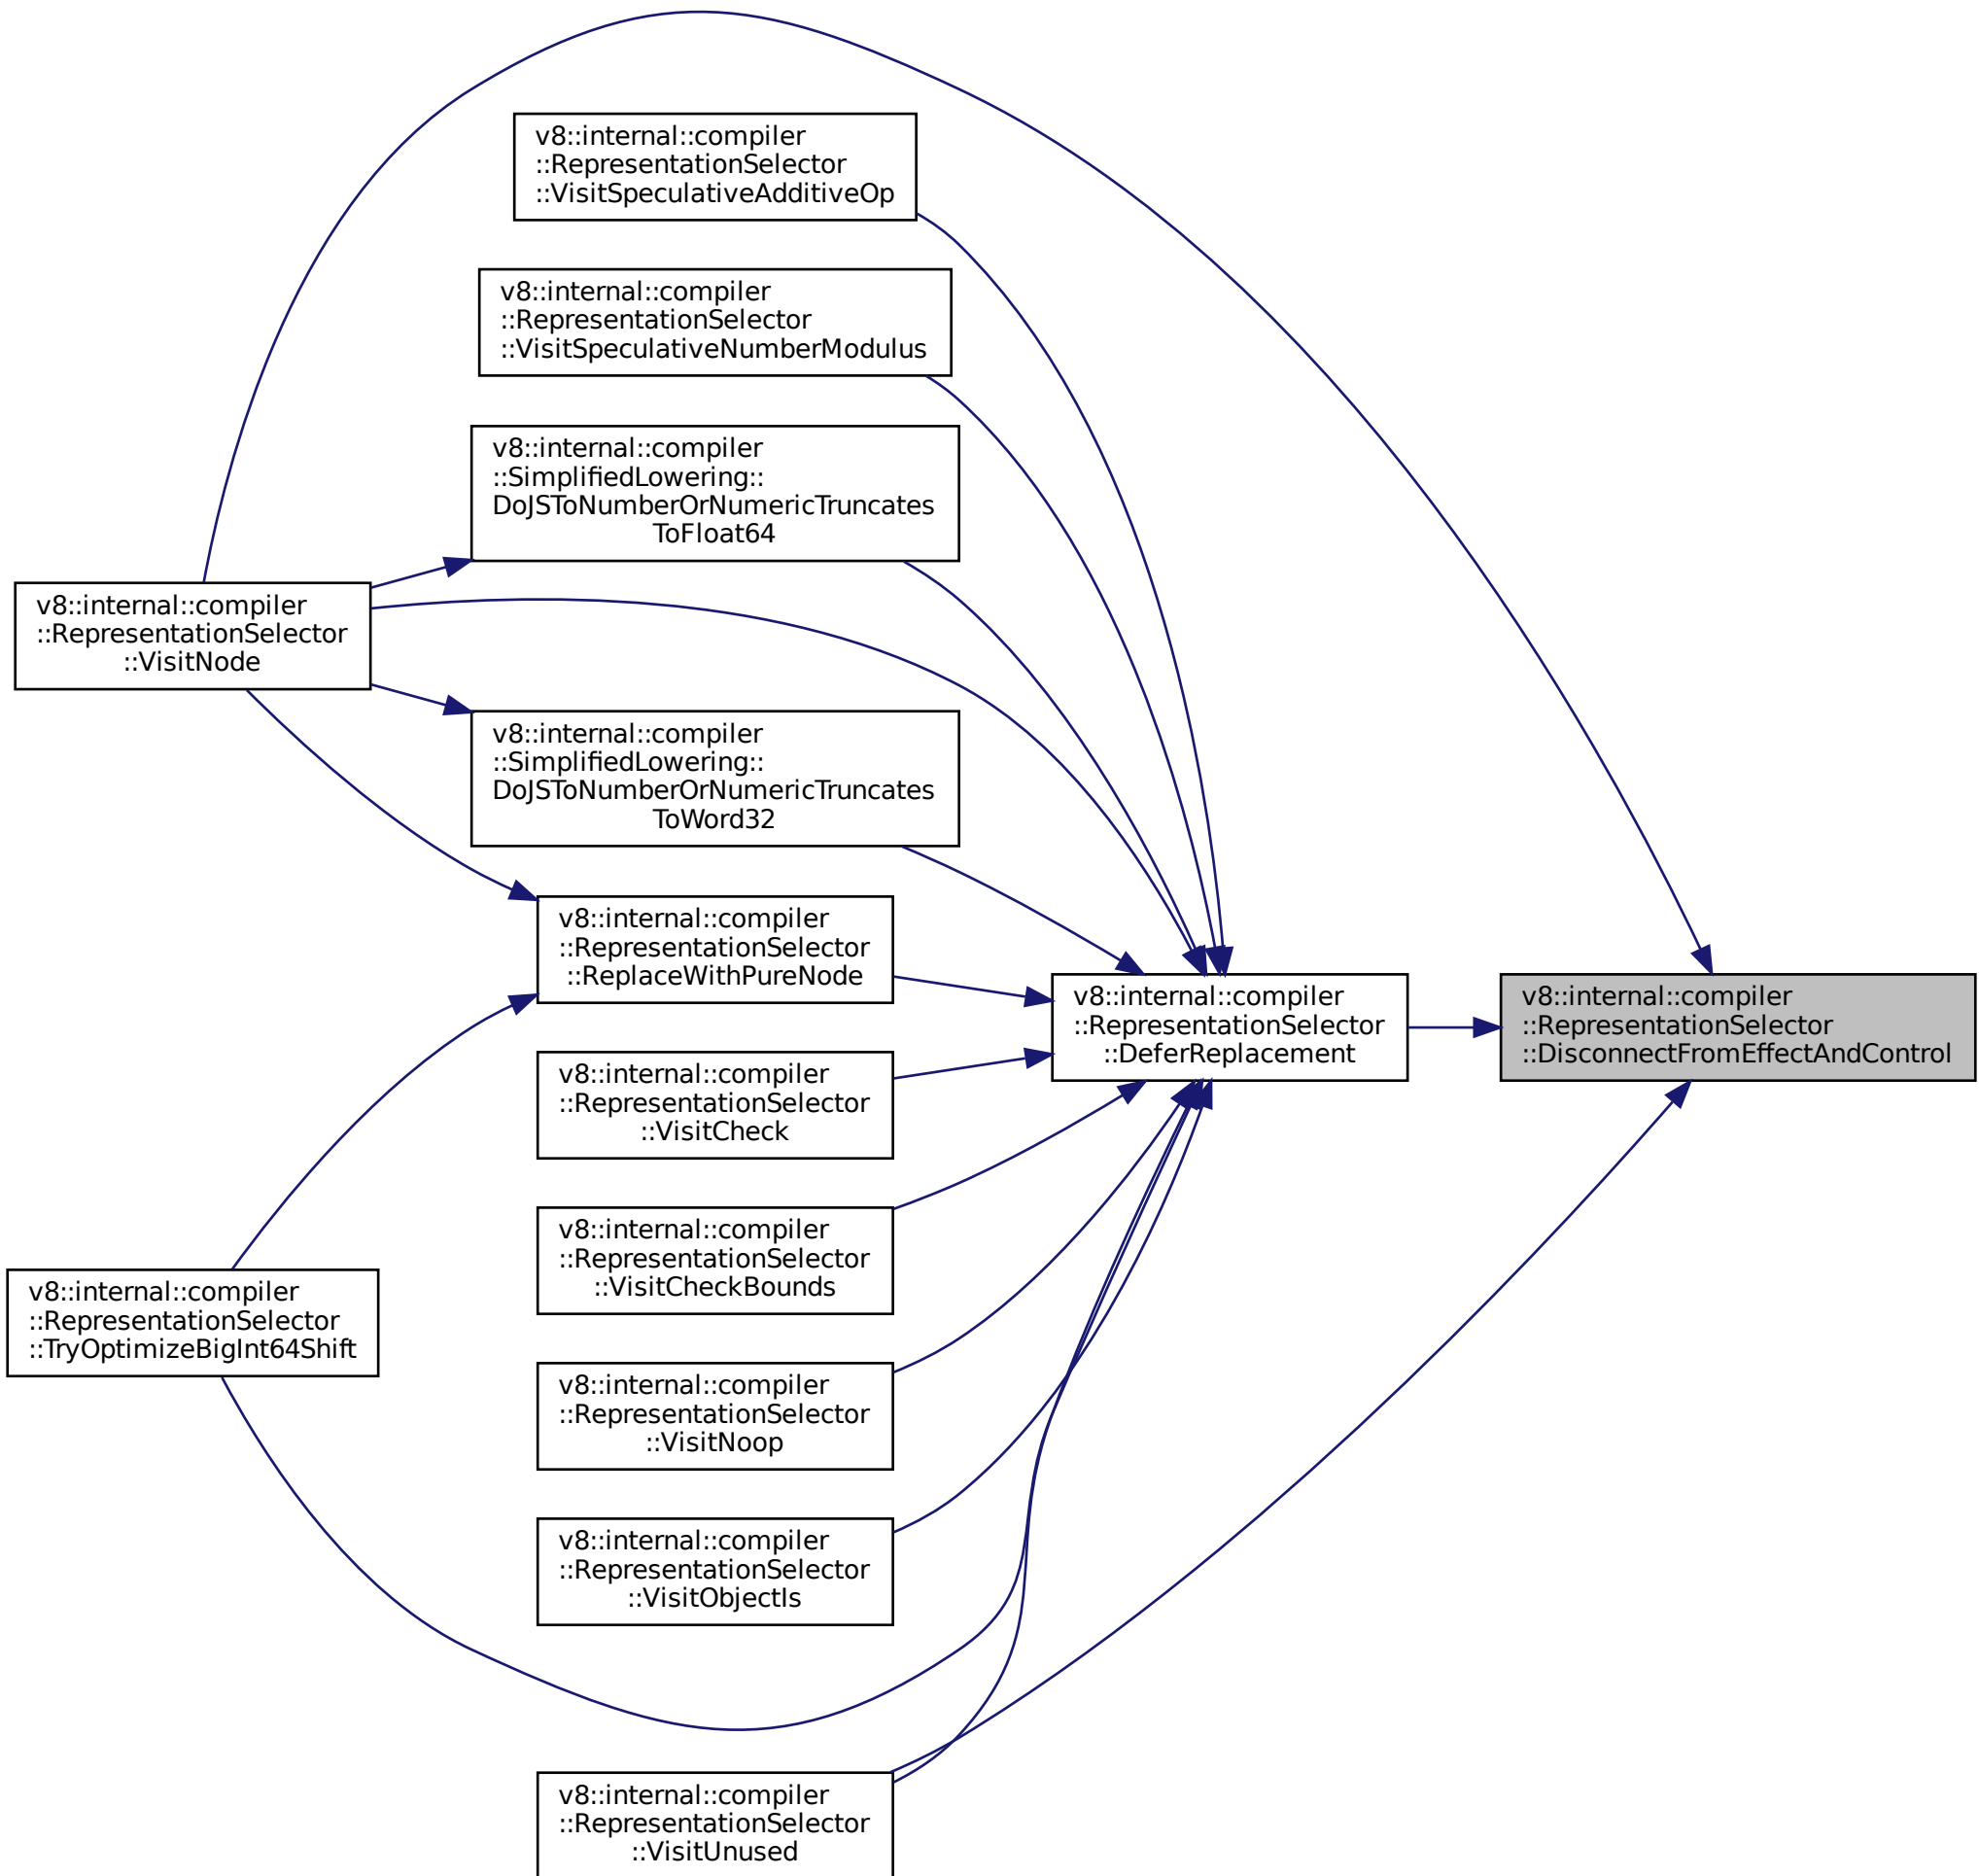 v8::internal::compiler
::RepresentationSelector
::VisitSpeculativeAdditiveOp
v8::internal::compiler
::RepresentationSelector
::VisitSpeculativeNumberModulus
v8::internal::compiler
::SimplifiedLowering::
DoJSToNumberOrNumericTruncates
ToFloat64
v8::internal::compiler
::RepresentationSelector
::VisitNode
v8::internal::compiler
::SimplifiedLowering::
DoJSToNumberOrNumericTruncates
ToWord32
v8::internal::compiler
::RepresentationSelector
::ReplaceWithPureNode
v8::internal::compiler
::RepresentationSelector
::DeferReplacement
v8::internal::compiler
::RepresentationSelector
::DisconnectFromEffectAndControl
v8::internal::compiler
::RepresentationSelector
::VisitCheck
v8::internal::compiler
::RepresentationSelector
::VisitCheckBounds
v8::internal::compiler
::RepresentationSelector
::TryOptimizeBigInt64Shift
v8::internal::compiler
::RepresentationSelector
::VisitNoop
v8::internal::compiler
::RepresentationSelector
::VisitObjectIs
v8::internal::compiler
::RepresentationSelector
::VisitUnused